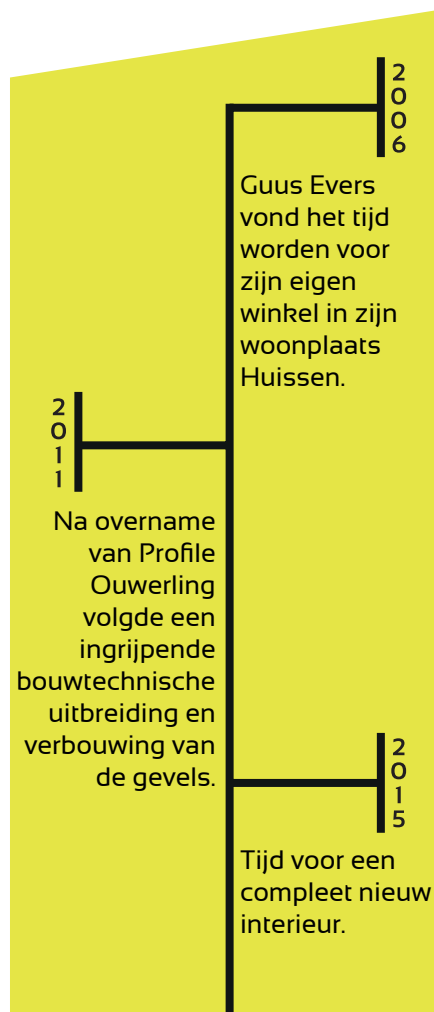 2006
Guus Evers
vond het tijd
worden voor
zijn eigen
winkel in zijn
woonplaats
Huissen.
2011
Na overname
van Profile
Ouwerling
volgde een
ingrijpende
bouwtechnische
uitbreiding en
verbouwing van
de gevels.
2015
Tijd voor een
compleet nieuw
interieur.